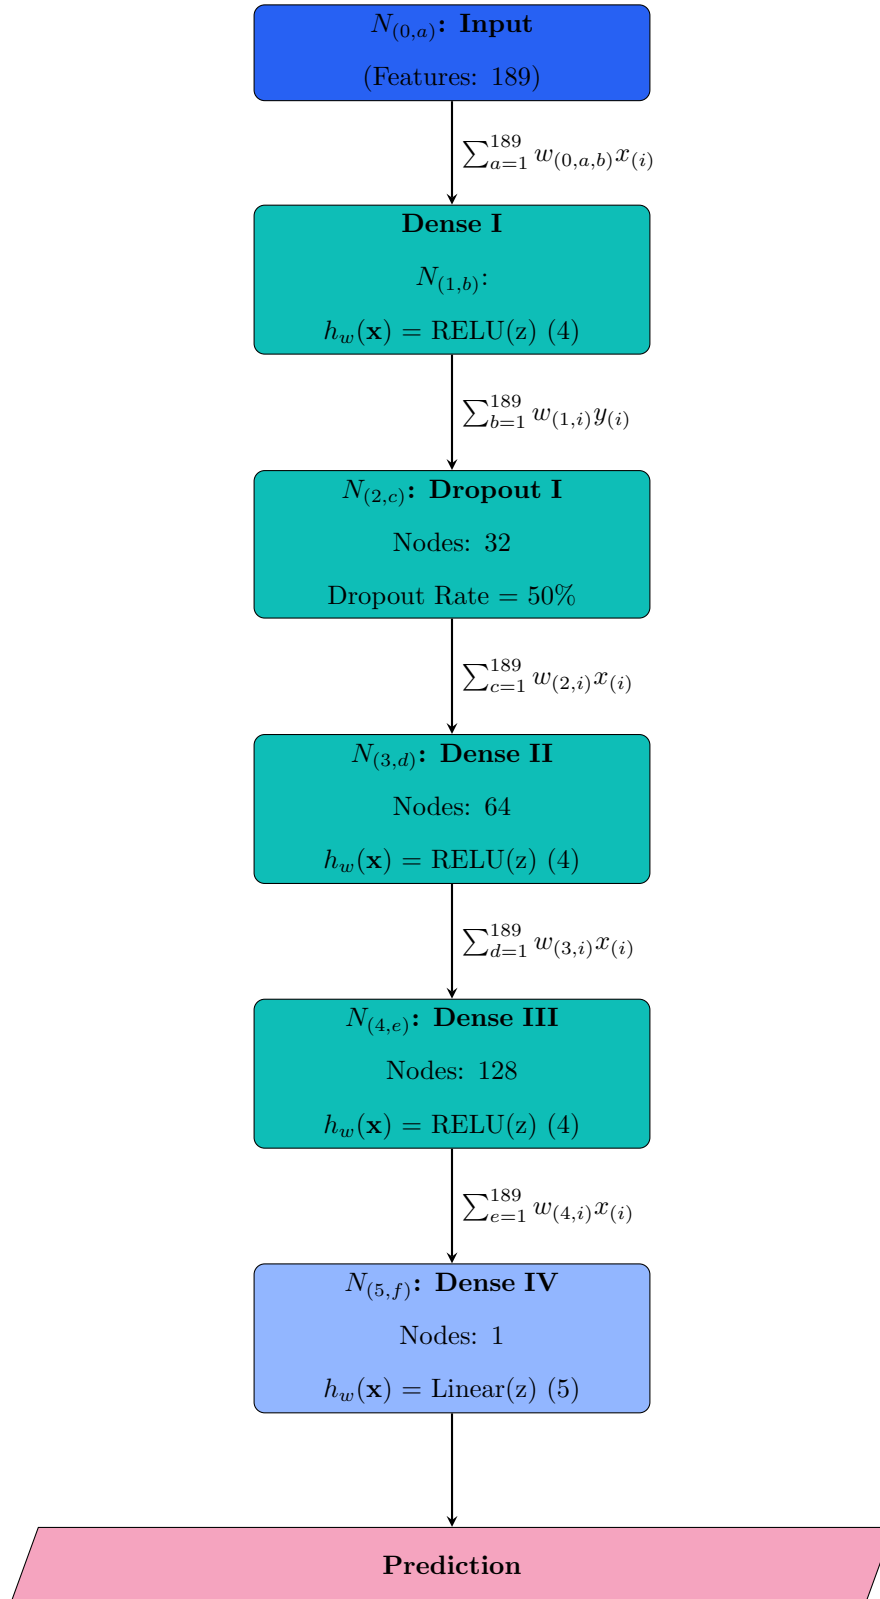 N_(0,a): Input
(Features: 189)
∑_{a=1}^{189} w_(0,a,b) x_(i)
Dense I
N_(1,b):
h_w(x) = RELU(z) (4)
∑_{b=1}^{189} w_(1,i) y_(i)
N_(2,c): Dropout I
Nodes: 32
Dropout Rate = 50%
∑_{c=1}^{189} w_(2,i) x_(i)
N_(3,d): Dense II
Nodes: 64
h_w(x) = RELU(z) (4)
∑_{d=1}^{189} w_(3,i) x_(i)
N_(4,e): Dense III
Nodes: 128
h_w(x) = RELU(z) (4)
∑_{e=1}^{189} w_(4,i) x_(i)
N_(5,f): Dense IV
Nodes: 1
h_w(x) = Linear(z) (5)
Prediction